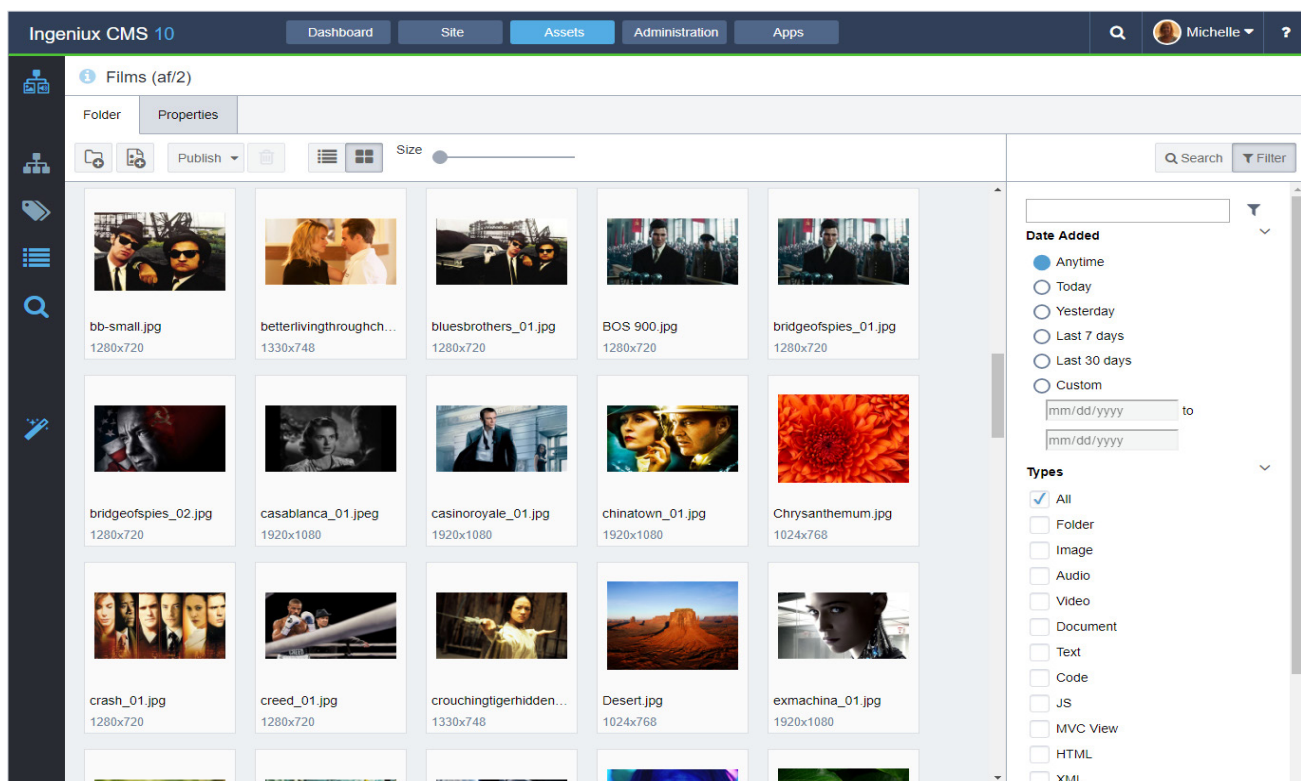 Ingeniux CMS 10
Dashboard
Site
Assets
Administration
Apps
Michelle
?
Films (af/2)
Folder
Properties
Publish
Size
Search
Filter
bb-small.jpg
1280x720
betterlivingthroughch...
1330x748
bluesbrothers_01.jpg
1280x720
BOS 900.jpg
1280x720
bridgeofspies_01.jpg
1280x720
bridgeofspies_02.jpg
1280x720
casablanca_01.jpeg
1920x1080
casinoroyale_01.jpg
1920x1080
chinatown_01.jpg
1920x1080
Chrysanthemum.jpg
1024x768
crash_01.jpg
1280x720
creed_01.jpg
1280x720
crouchingtigerhidden...
1330x748
Desert.jpg
1024x768
exmachina_01.jpg
1920x1080
Date Added
Anytime
Today
Yesterday
Last 7 days
Last 30 days
Custom
mm/dd/yyyy to
mm/dd/yyyy
Types
All
Folder
Image
Audio
Video
Document
Text
Code
JS
MVC View
HTML
XML